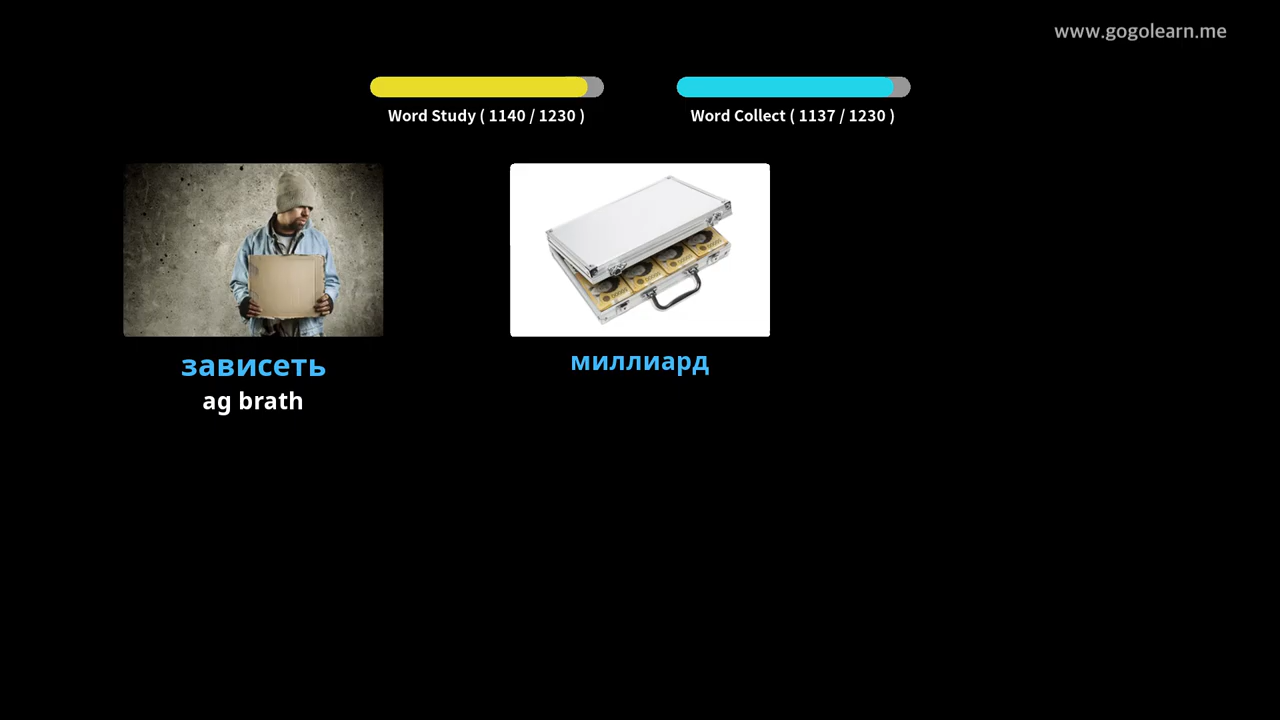 www.gogolearn.me
Word Study ( 1140 / 1230 )
Word Collect ( 1137 / 1230 )
зависеть
ag brath
миллиард